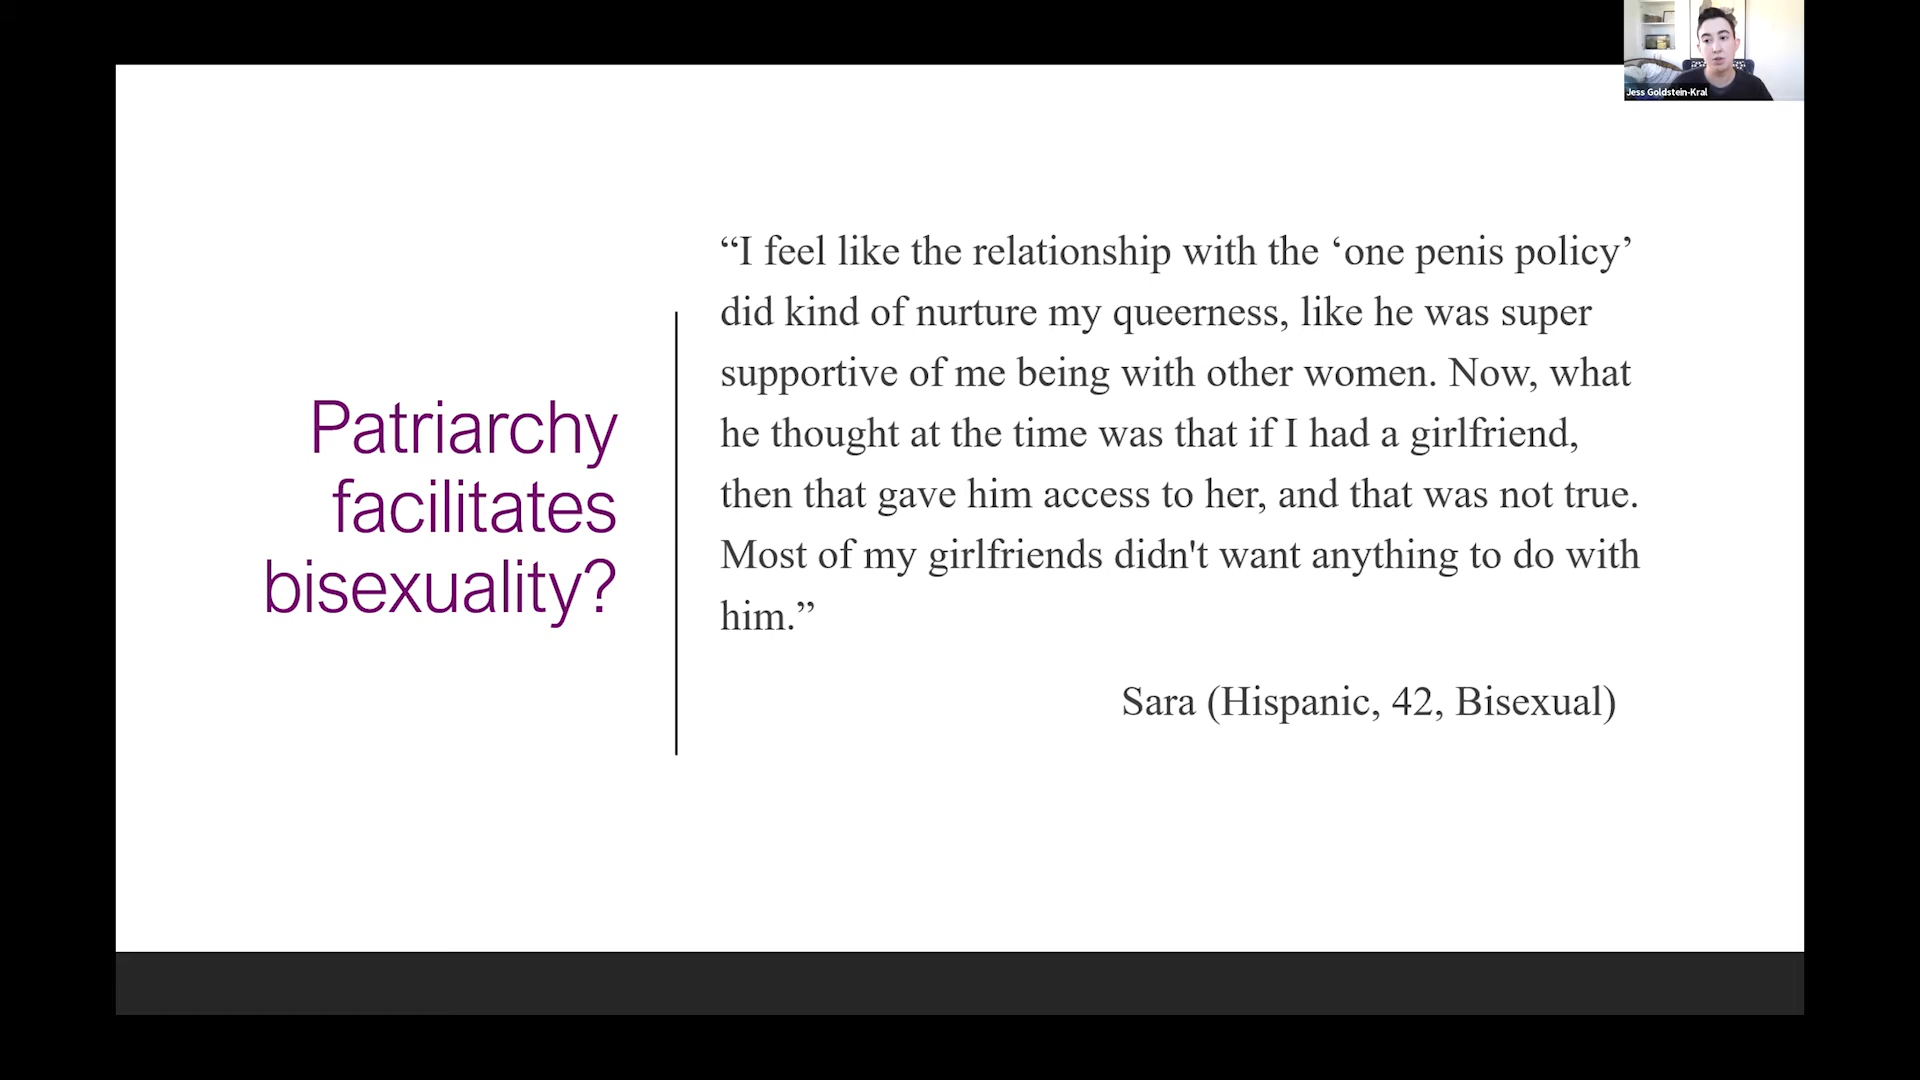 Jess Goldstein-Kral
Patriarchy
facilitates
bisexuality?
“I feel like the relationship with the ‘one penis policy’
did kind of nurture my queerness, like he was super
supportive of me being with other women. Now, what
he thought at the time was that if I had a girlfriend,
then that gave him access to her, and that was not true.
Most of my girlfriends didn't want anything to do with
him.”
Sara (Hispanic, 42, Bisexual)